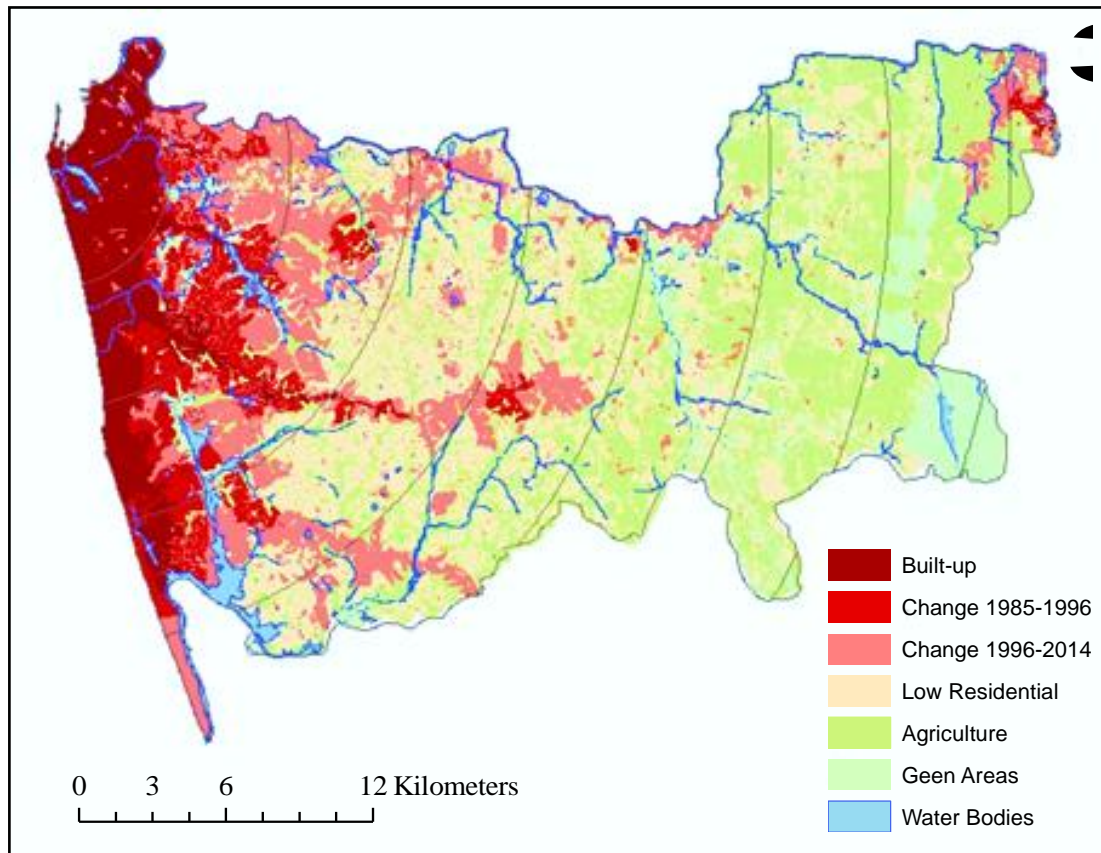 Built-up
Change 1985-1996
Change 1996-2014
Low Residential
Agriculture
Geen Areas
Water Bodies
0 3 6 12 Kilometers